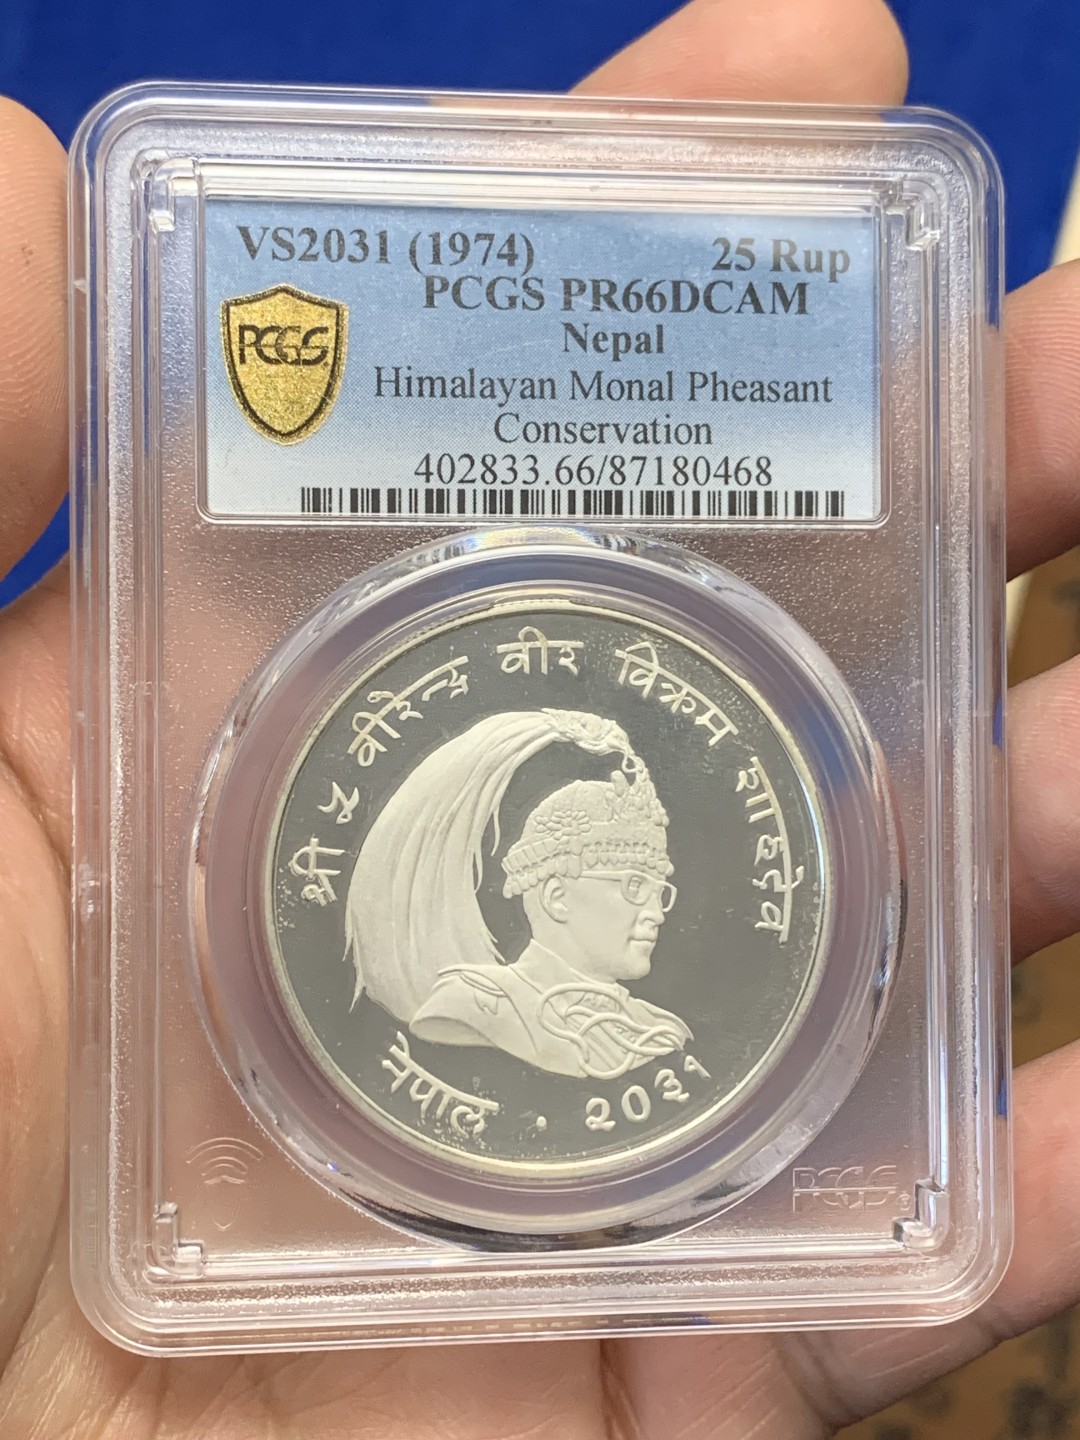 VS2031 (1974) 25 Rup
PCGS PR66DCAM
PCGS
Nepal
Himalayan Monal Pheasant
Conservation
402833.66/87180468
श्री ५ वीरेन्द्र वीर विक्रम शाहदेव
नेपाल · २०३१
PCGS